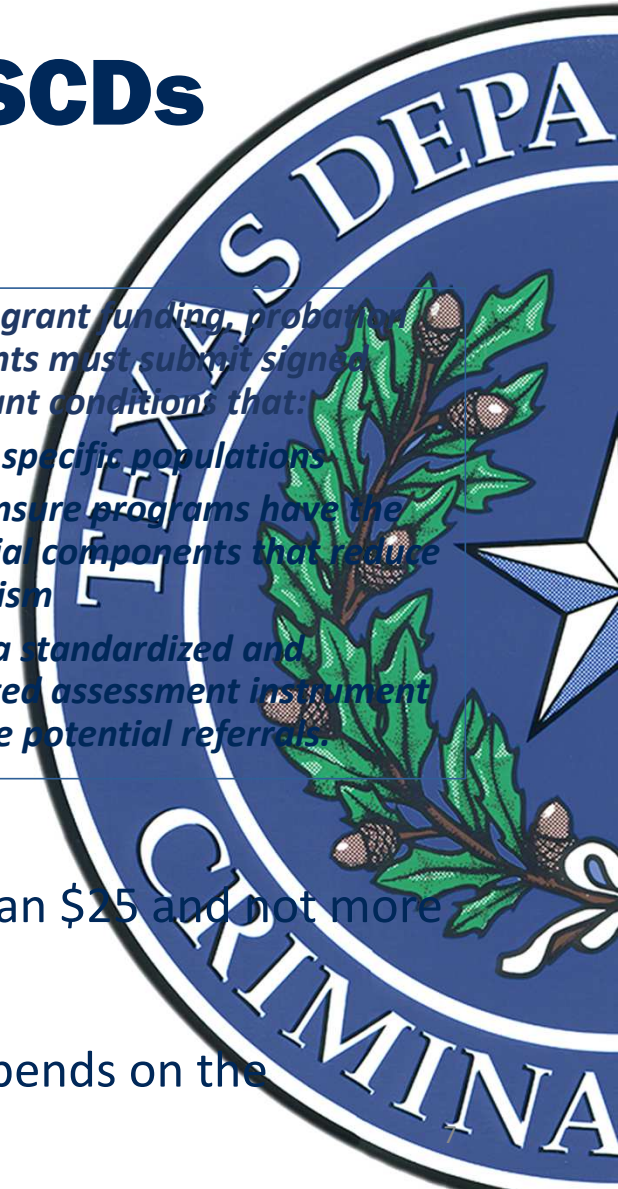 SCDs
grant funding, probation
nts must submit signed
ant conditions that:
specific populations
nsure programs have the
ial components that reduce
ism
a standardized and
ed assessment instrument
e potential referrals.
an $25 and not more
pends on the
7
TEXAS DEPA
CRIMINA